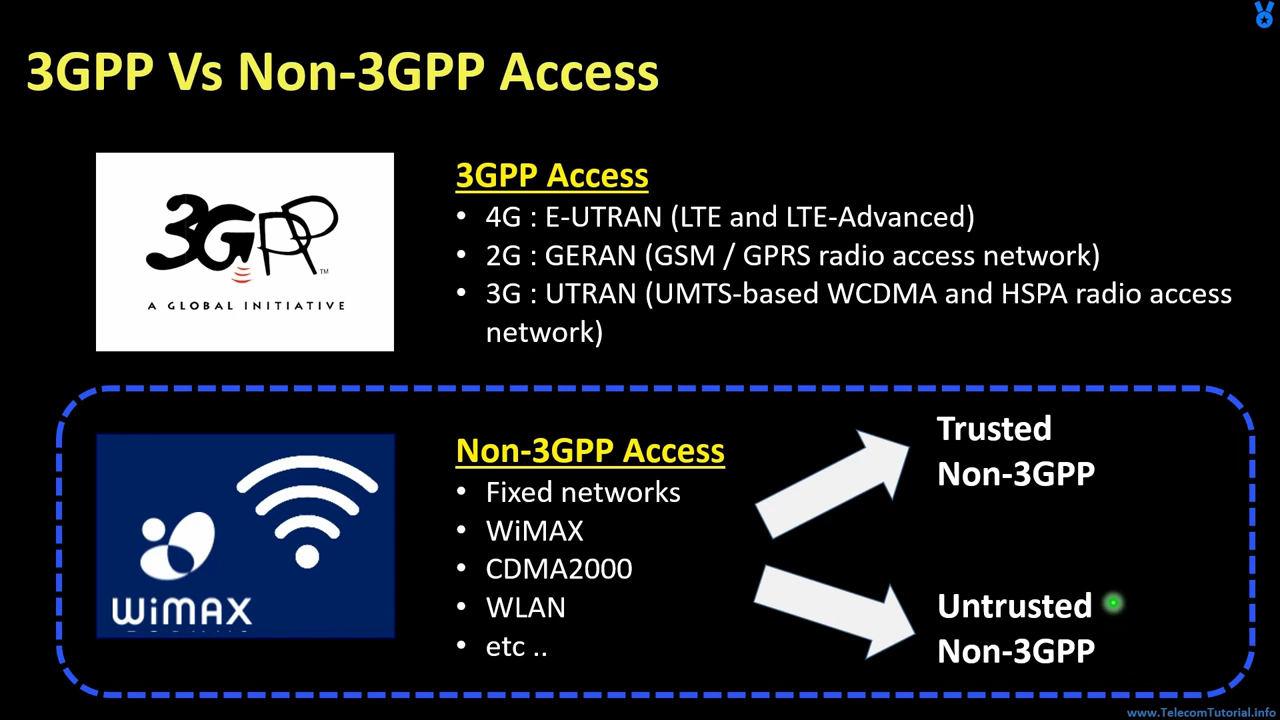 3GPP Vs Non-3GPP Access
3GPP
TM
A GLOBAL INITIATIVE
3GPP Access
• 4G : E-UTRAN (LTE and LTE-Advanced)
• 2G : GERAN (GSM / GPRS radio access network)
• 3G : UTRAN (UMTS-based WCDMA and HSPA radio access
network)
WiMAX
Non-3GPP Access
• Fixed networks
• WiMAX
• CDMA2000
• WLAN
• etc ..
Trusted
Non-3GPP
Untrusted
Non-3GPP
www.TelecomTutorial.info